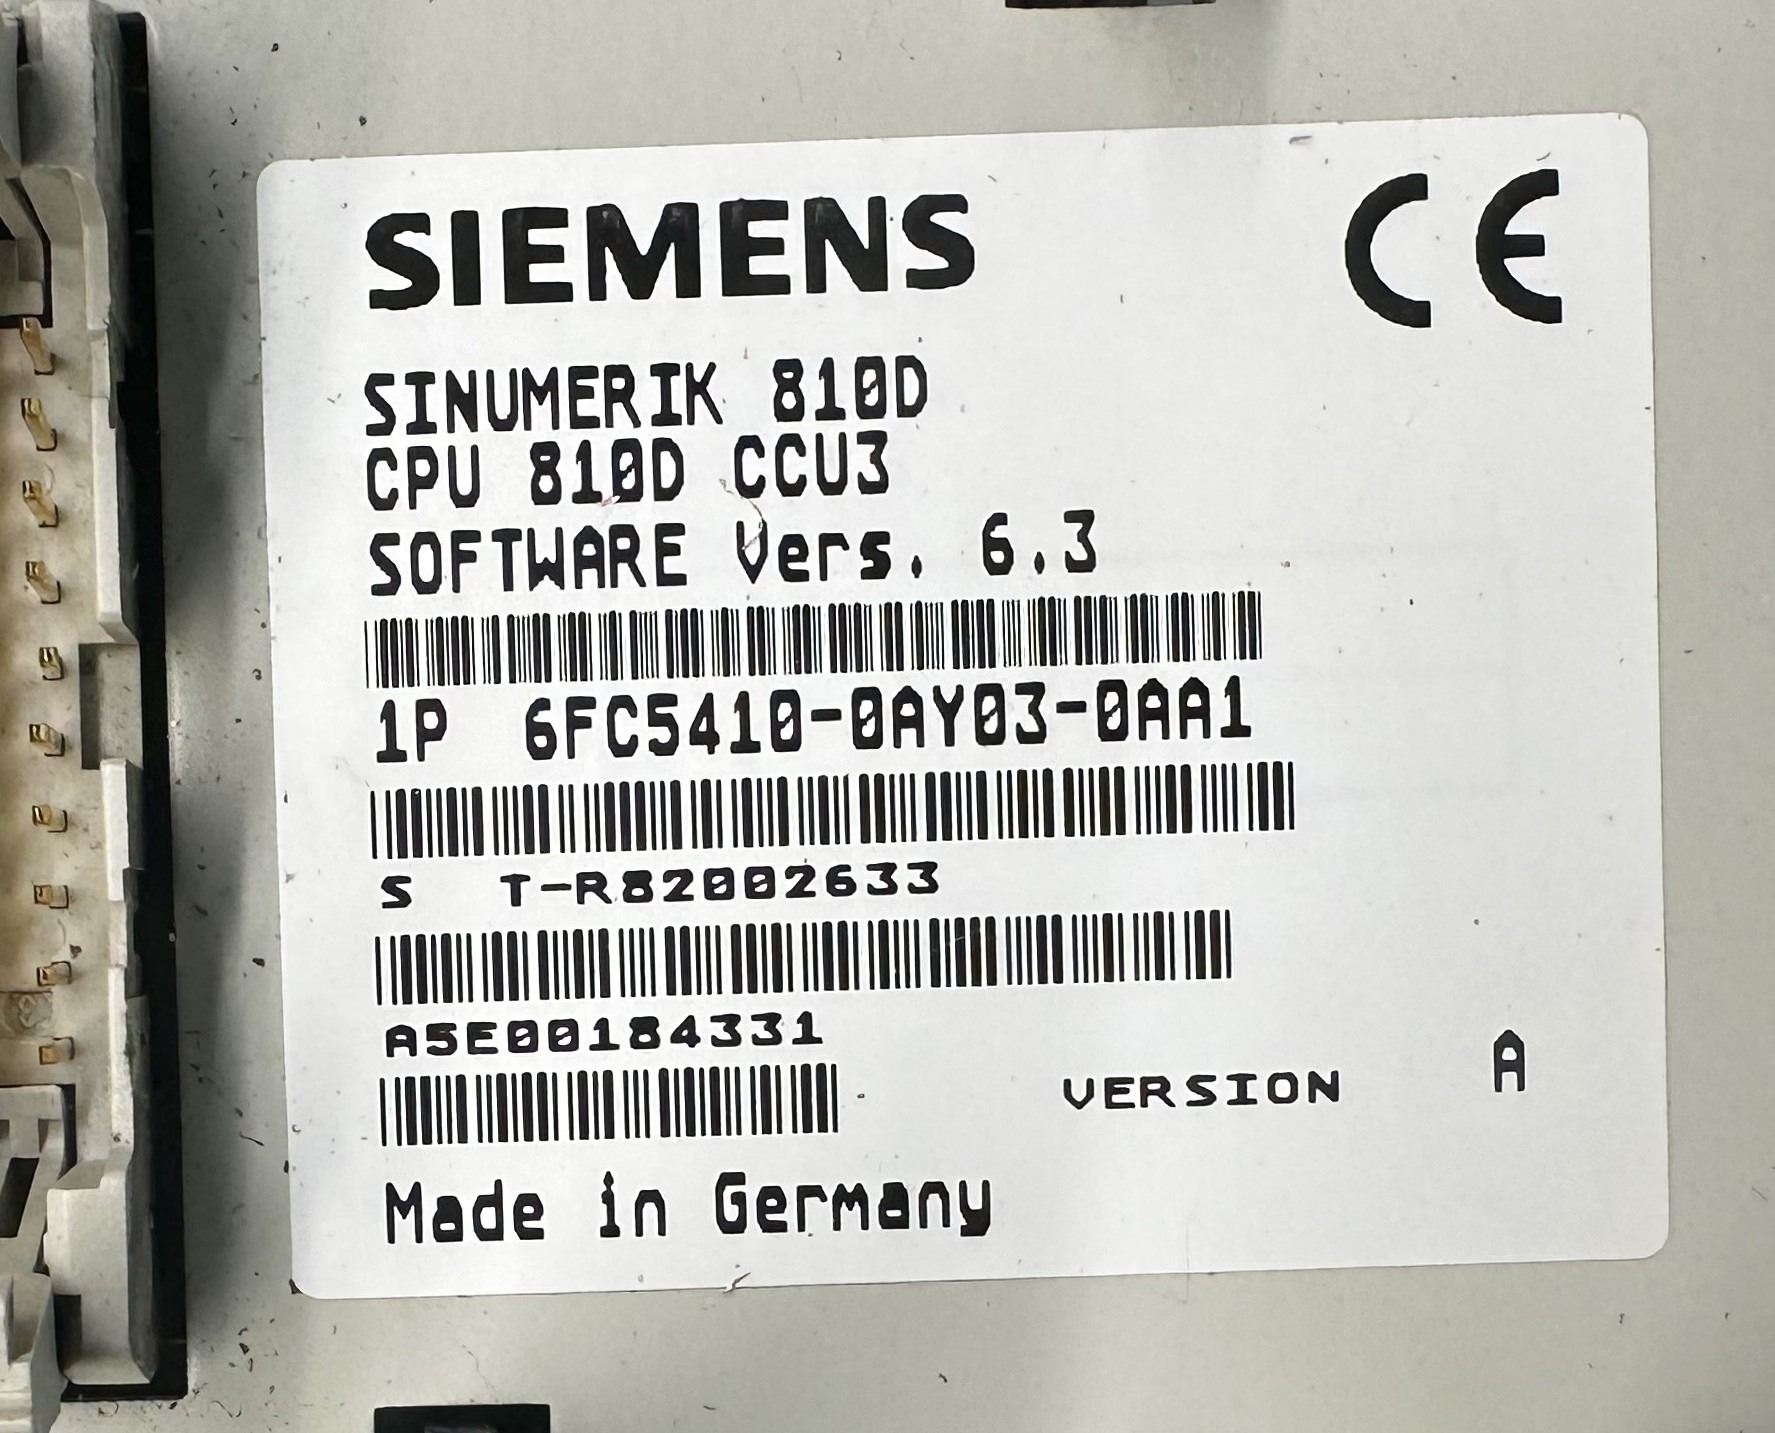 SIEMENS
CE
SINUMERIK 810D
CPU 810D CCU3
SOFTWARE Vers. 6.3
1P 6FC5410-0AY03-0AA1
S T-R82002633
A5E00184331
VERSION A
Made in Germany